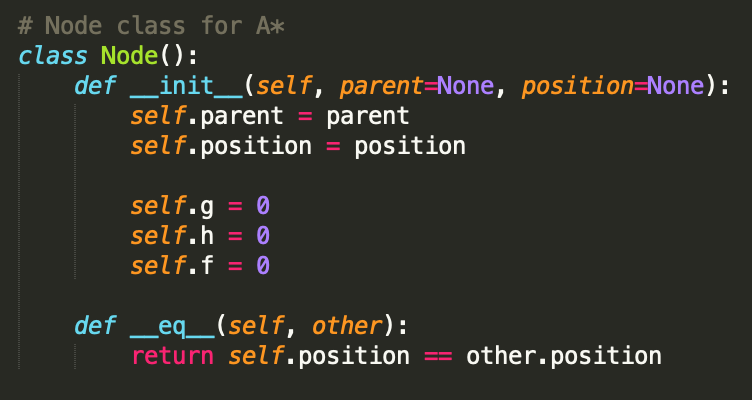 # Node class for A*
class Node():
    def __init__(self, parent=None, position=None):
        self.parent = parent
        self.position = position

        self.g = 0
        self.h = 0
        self.f = 0

    def __eq__(self, other):
        return self.position == other.position